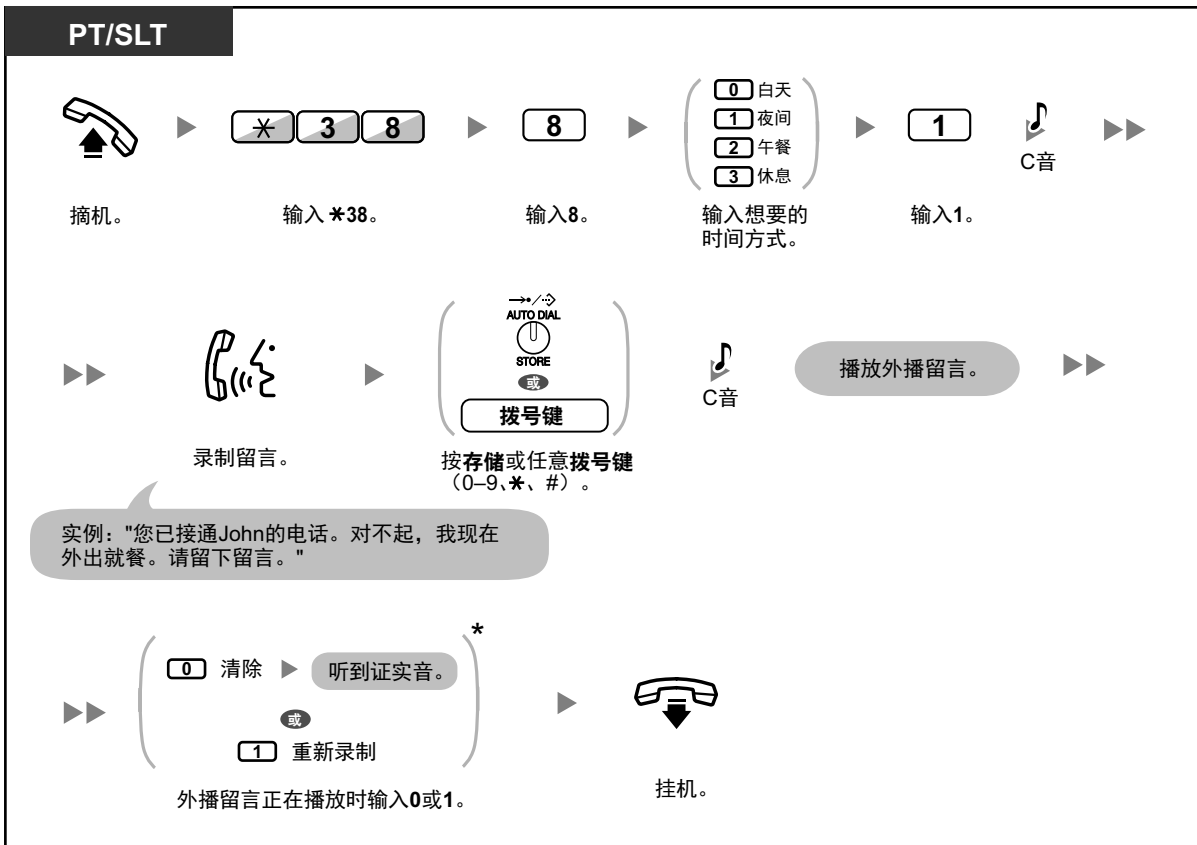 PT/SLT
✳ 3 8
8
0 白天
1 夜间
2 午餐
3 休息
1
C音
摘机。
输入 ✳38。
输入8。
输入想要的
时间方式。
输入1。
AUTO DIAL
STORE
或
拨号键
C音
播放外播留言。
录制留言。
按存储或任意拨号键
（0–9、✳、#）。
实例："您已接通John的电话。对不起，我现在
外出就餐。请留下留言。"
*
0 清除 听到证实音。
或
1 重新录制
外播留言正在播放时输入0或1。
挂机。